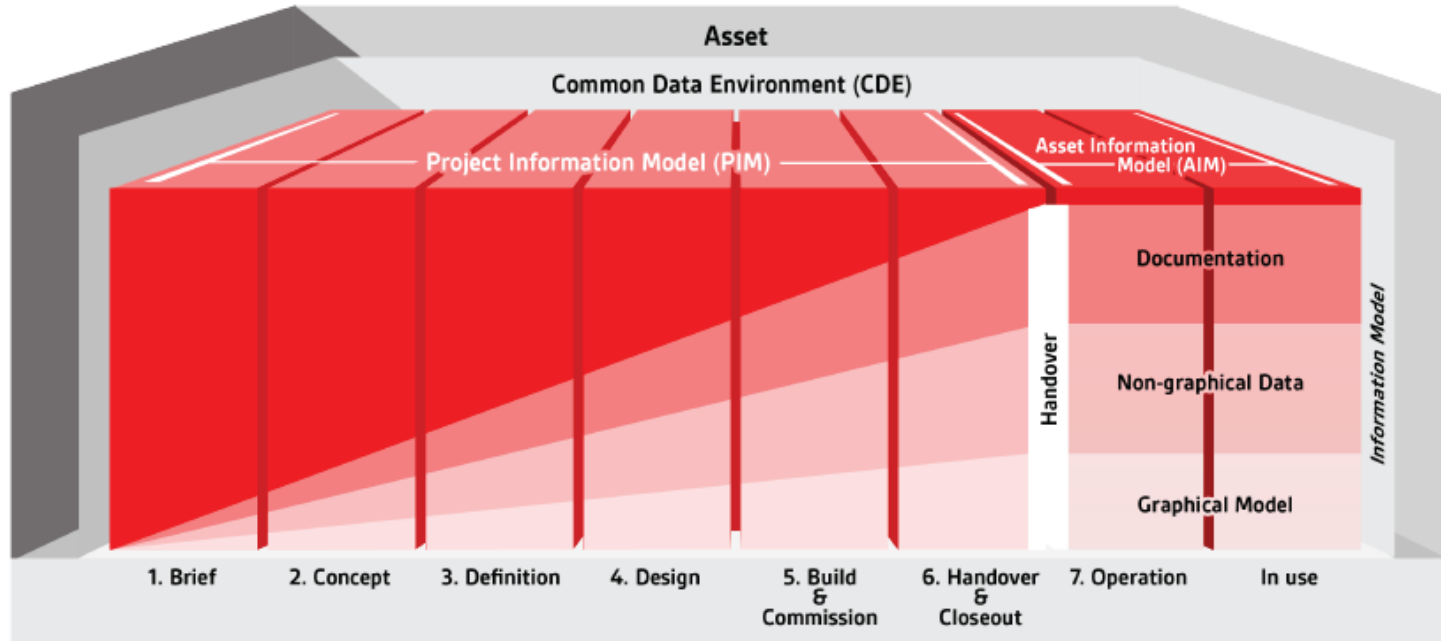 Asset
Common Data Environment (CDE)
Project Information Model (PIM)
Asset Information
Model (AIM)
Documentation
Non-graphical Data
Graphical Model
Handover
Information Model
1. Brief
2. Concept
3. Definition
4. Design
5. Build
&
Commission
6. Handover
&
Closeout
7. Operation
In use